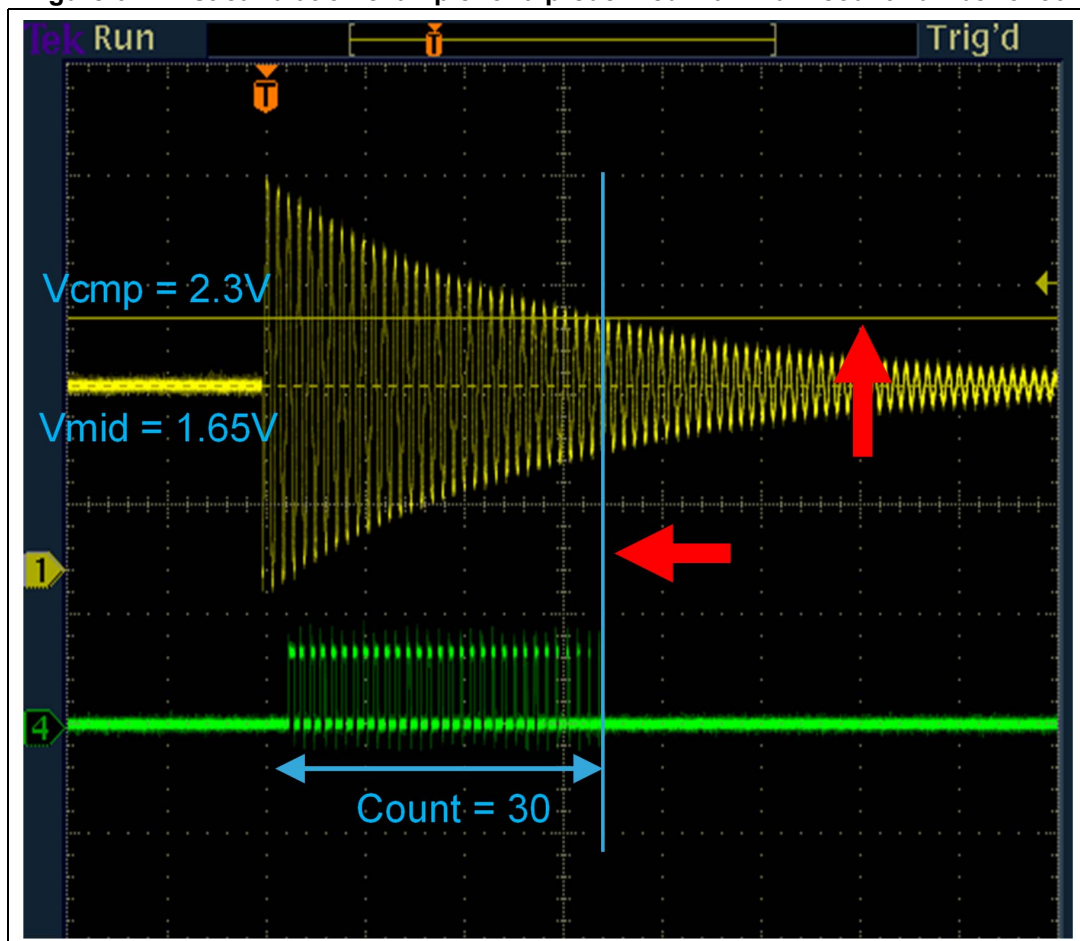 Tek Run Trig'd
T
T
Vcmp = 2.3V
Vmid = 1.65V
1
4
Count = 30